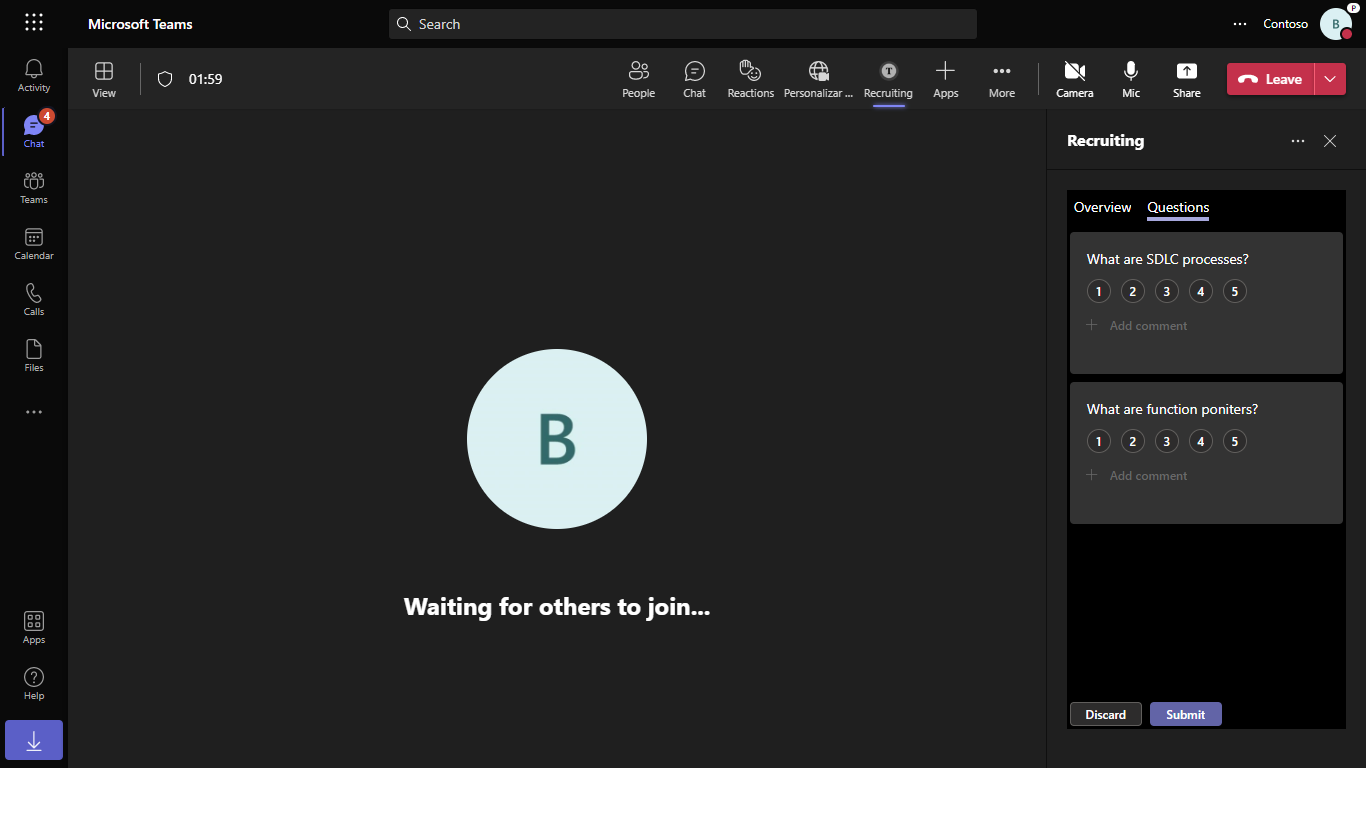 Microsoft Teams
Search
Contoso
B
P
Activity
4
Chat
Teams
Calendar
Calls
Files
Apps
Help
View
01:59
People
Chat
Reactions
Personalizar ...
T
Recruiting
Apps
More
Camera
Mic
Share
Leave
B
Waiting for others to join...
Recruiting
Overview Questions
What are SDLC processes?
1 2 3 4 5
Add comment
What are function poniters?
1 2 3 4 5
Add comment
Discard Submit